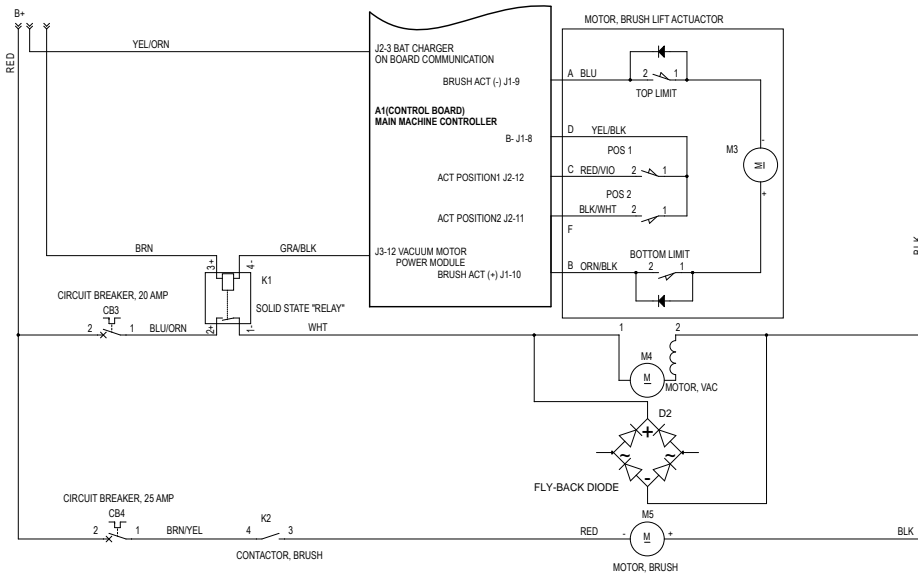 B+
RED
YEL/ORN
J2-3 BAT CHARGER
ON BOARD COMMUNICATION
BRUSH ACT (-) J1-9
A1(CONTROL BOARD)
MAIN MACHINE CONTROLLER
B- J1-8
ACT POSITION1 J2-12
ACT POSITION2 J2-11
J3-12 VACUUM MOTOR
POWER MODULE
BRUSH ACT (+) J1-10
MOTOR, BRUSH LIFT ACTUACTOR
A BLU
2 1
TOP LIMIT
D YEL/BLK
POS 1
C RED/VIO 2 1
POS 2
BLK/WHT 2 1
F
BOTTOM LIMIT
B ORN/BLK 2 1
M3
-
M
+
BLK
BRN
GRA/BLK
3+
4-
K1
SOLID STATE "RELAY"
2+
1-
CIRCUIT BREAKER, 20 AMP
CB3
2 1 BLU/ORN
WHT
1 2
M4
M
MOTOR, VAC
D2
+
~ ~
-
FLY-BACK DIODE
CIRCUIT BREAKER, 25 AMP
CB4
2 1 BRN/YEL
K2
4 3
CONTACTOR, BRUSH
M5
RED - M + BLK
MOTOR, BRUSH